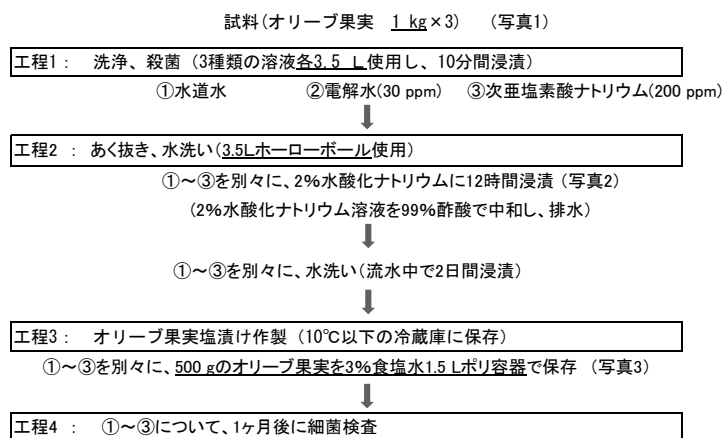 試料(オリーブ果実 1 kg×3) (写真1)
工程1: 洗浄、殺菌 (3種類の溶液各3.5 L使用し、10分間浸漬)
①水道水 ②電解水(30 ppm) ③次亜塩素酸ナトリウム(200 ppm)
工程2 : あく抜き、水洗い(3.5Lホーローボール使用)
①~③を別々に、2%水酸化ナトリウムに12時間浸漬 (写真2)
(2%水酸化ナトリウム溶液を99%酢酸で中和し、排水)
①~③を別々に、水洗い(流水中で2日間浸漬)
工程3: オリーブ果実塩漬け作製 (10℃以下の冷蔵庫に保存)
①~③を別々に、500 gのオリーブ果実を3%食塩水1.5 Lポリ容器で保存 (写真3)
工程4 : ①~③について、1ヶ月後に細菌検査